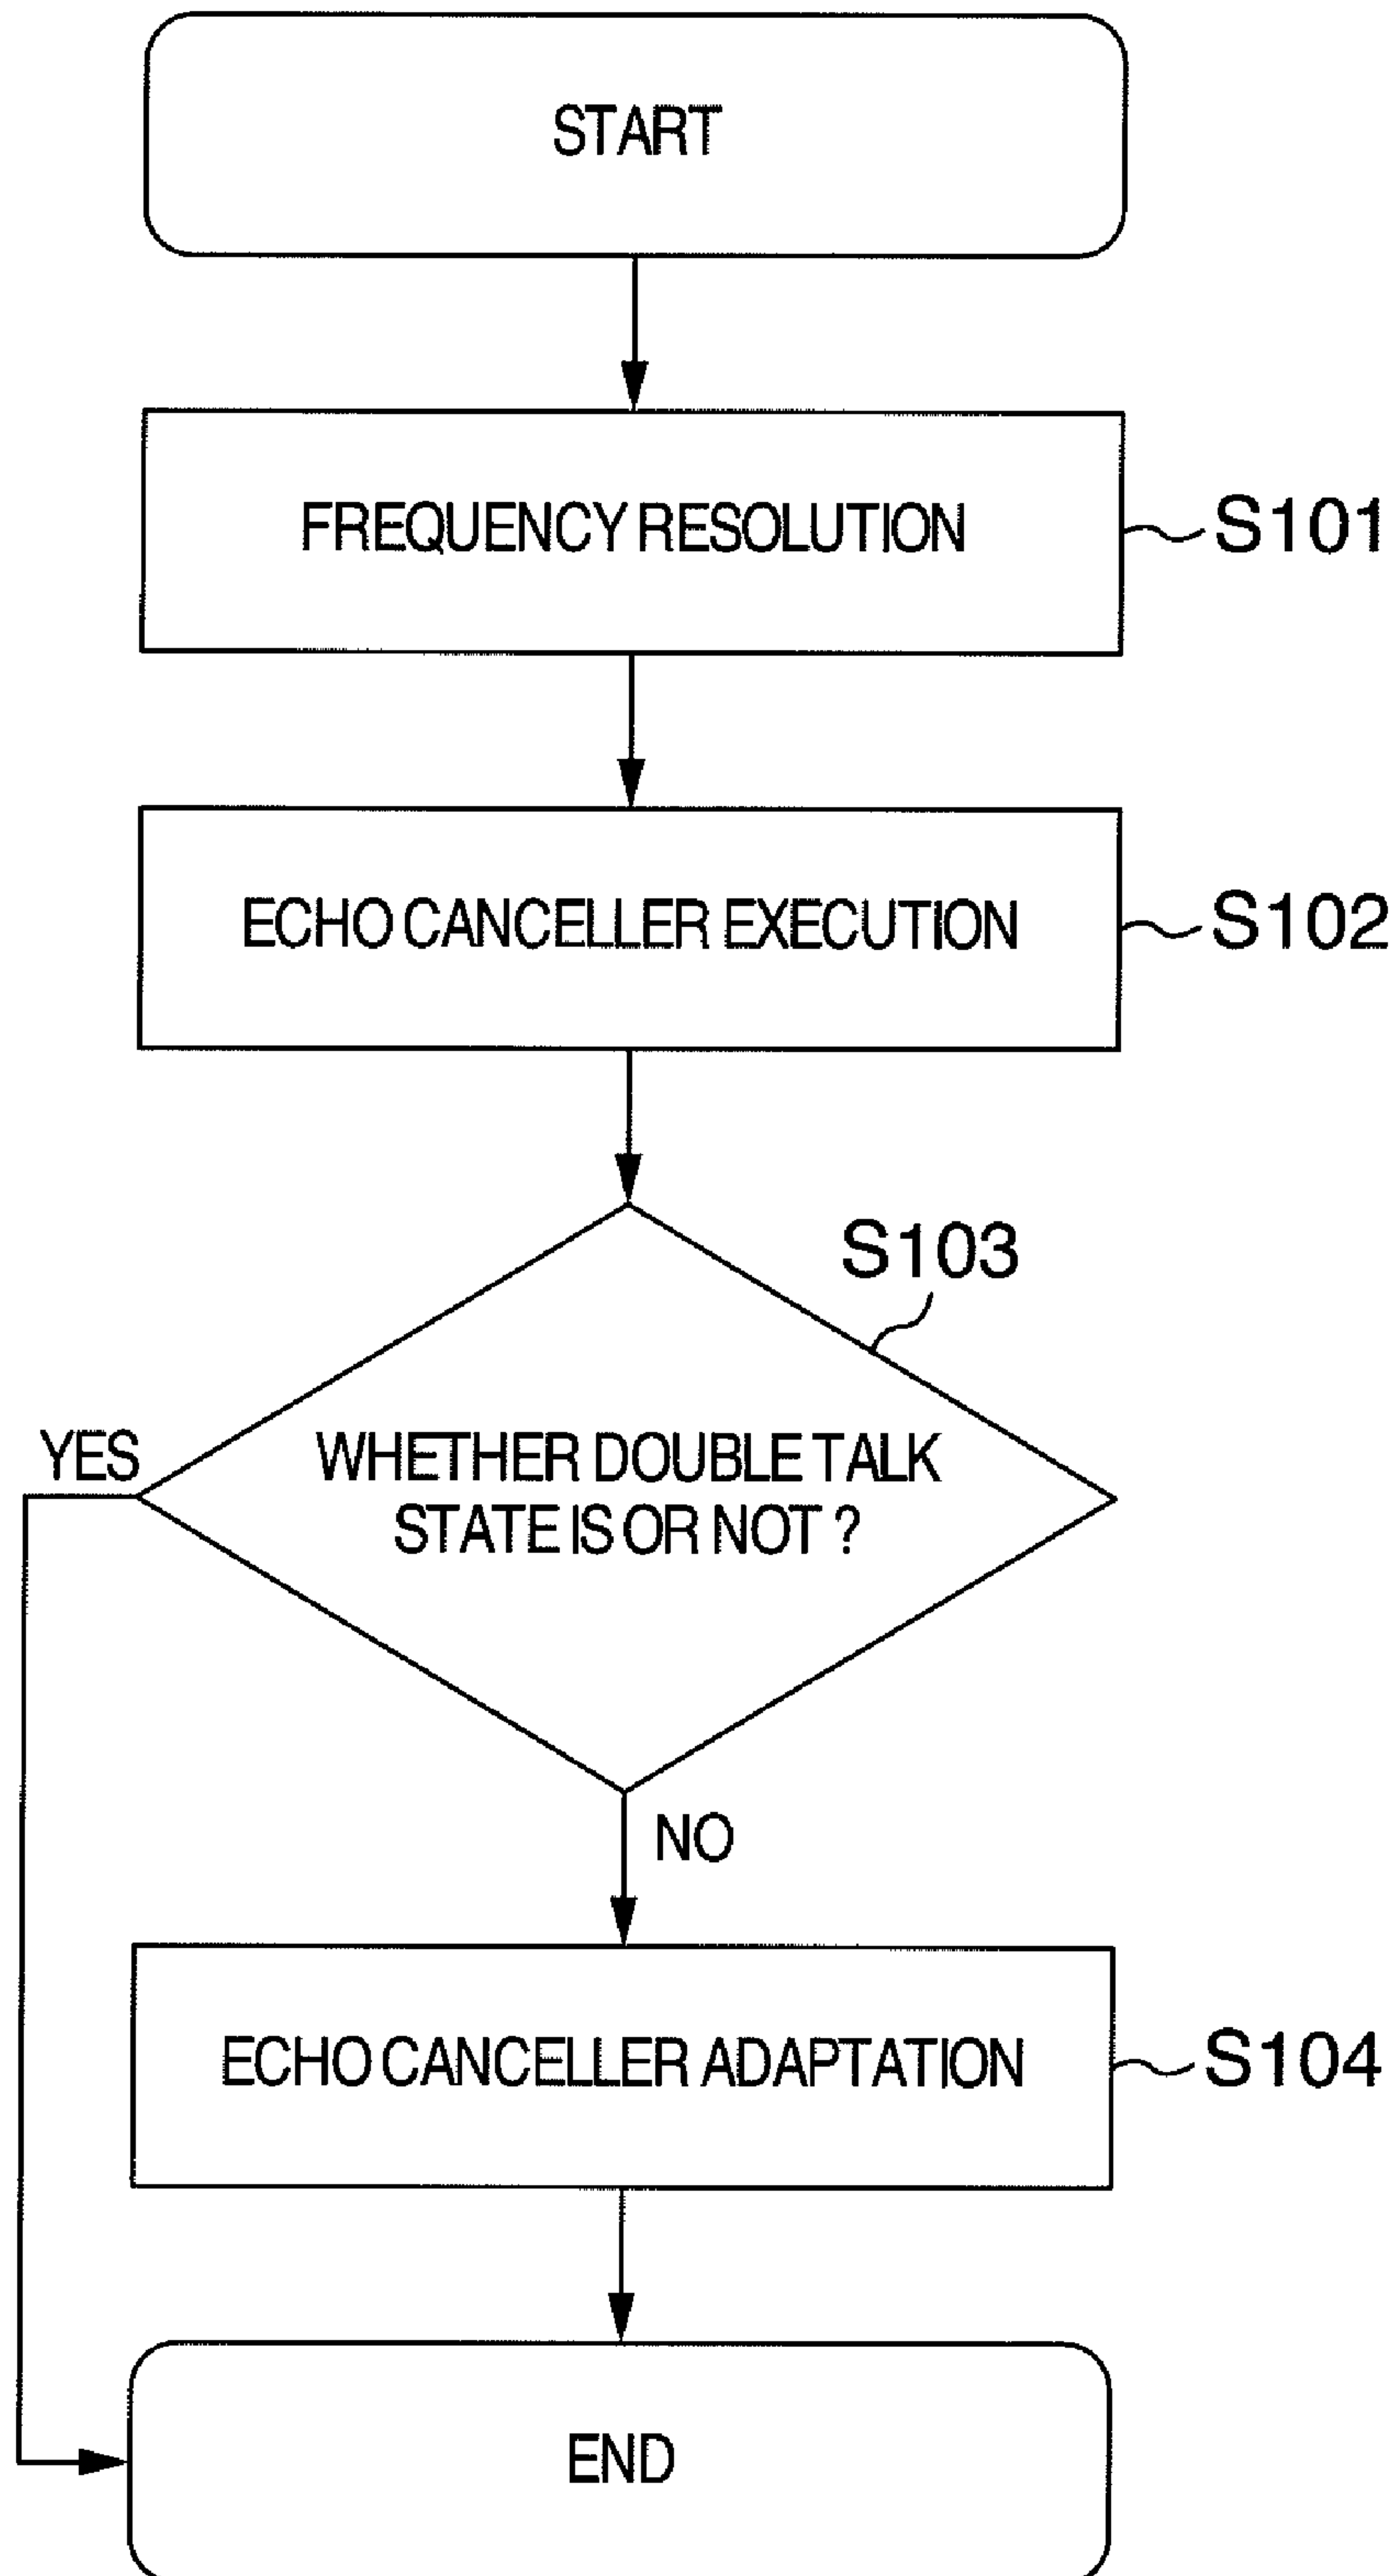 START
FREQUENCY RESOLUTION
S101
ECHO CANCELLER EXECUTION
S102
S103
YES
WHETHER DOUBLE TALK
STATE IS OR NOT ?
NO
ECHO CANCELLER ADAPTATION
S104
END